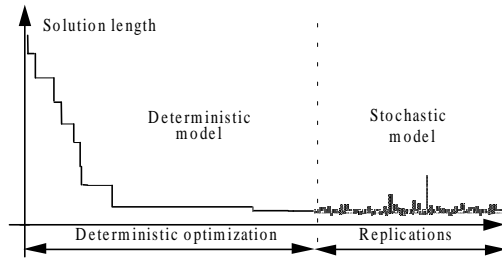 Solution length
Deterministic
model
Stochastic
model
Deterministic optimization
Replications